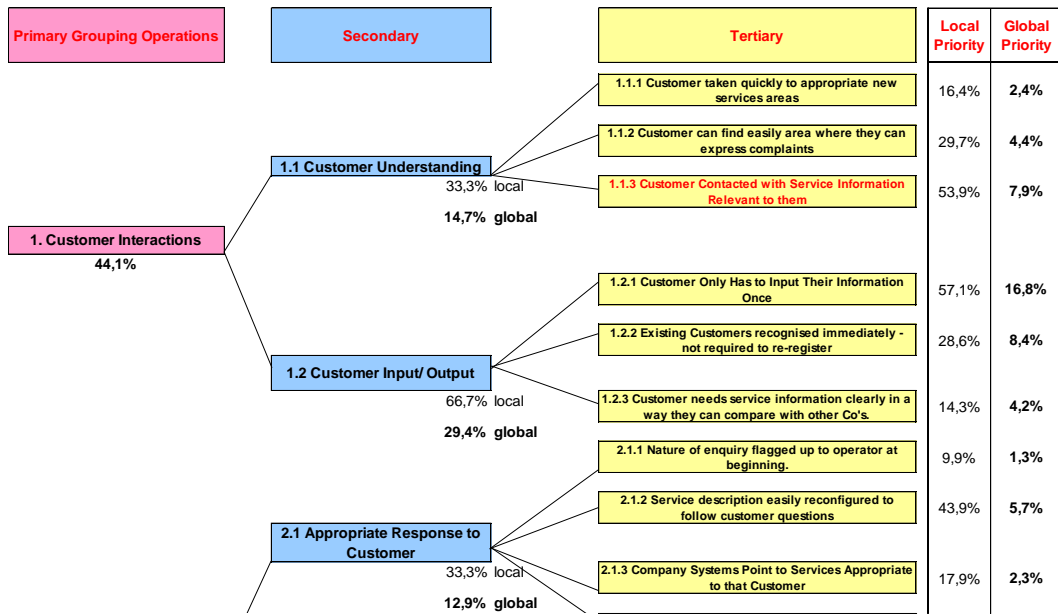 Primary Grouping Operations
Secondary
Tertiary
Local
Priority
Global
Priority
1.1.1 Customer taken quickly to appropriate new
services areas
16,4%
2,4%
1.1.2 Customer can find easily area where they can
express complaints
29,7%
4,4%
1.1 Customer Understanding
33,3% local
14,7% global
1.1.3 Customer Contacted with Service Information
Relevant to them
53,9%
7,9%
1. Customer Interactions
44,1%
1.2.1 Customer Only Has to Input Their Information
Once
57,1%
16,8%
1.2.2 Existing Customers recognised immediately -
not required to re-register
28,6%
8,4%
1.2 Customer Input/ Output
66,7% local
29,4% global
1.2.3 Customer needs service information clearly in a
way they can compare with other Co's.
14,3%
4,2%
2.1.1 Nature of enquiry flagged up to operator at
beginning.
9,9%
1,3%
2.1.2 Service description easily reconfigured to
follow customer questions
43,9%
5,7%
2.1 Appropriate Response to
Customer
33,3% local
12,9% global
2.1.3 Company Systems Point to Services Appropriate
to that Customer
17,9%
2,3%